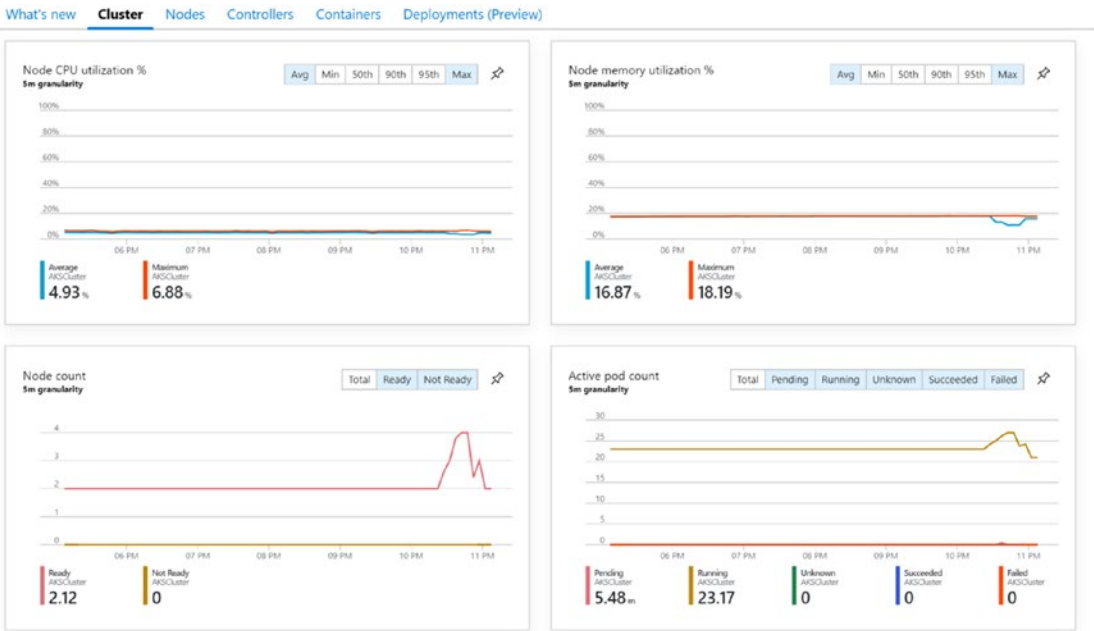 What's new Cluster Nodes Controllers Containers Deployments (Preview)
Node CPU utilization %
5m granularity
Avg Min 50th 90th 95th Max
100%
80%
60%
40%
20%
0%
06 PM 07 PM 08 PM 09 PM 10 PM 11 PM
Average
AKSCluster
4.93 %
Maximum
AKSCluster
6.88 %
Node memory utilization %
5m granularity
Avg Min 50th 90th 95th Max
100%
80%
60%
40%
20%
0%
06 PM 07 PM 08 PM 09 PM 10 PM 11 PM
Average
AKSCluster
16.87 %
Maximum
AKSCluster
18.19 %
Node count
5m granularity
Total Ready Not Ready
4
3
2
1
0
06 PM 07 PM 08 PM 09 PM 10 PM 11 PM
Ready
AKSCluster
2.12
Not Ready
AKSCluster
0
Active pod count
5m granularity
Total Pending Running Unknown Succeeded Failed
30
25
20
15
10
5
0
06 PM 07 PM 08 PM 09 PM 10 PM 11 PM
Pending
AKSCluster
5.48 m
Running
AKSCluster
23.17
Unknown
AKSCluster
0
Succeeded
AKSCluster
0
Failed
AKSCluster
0